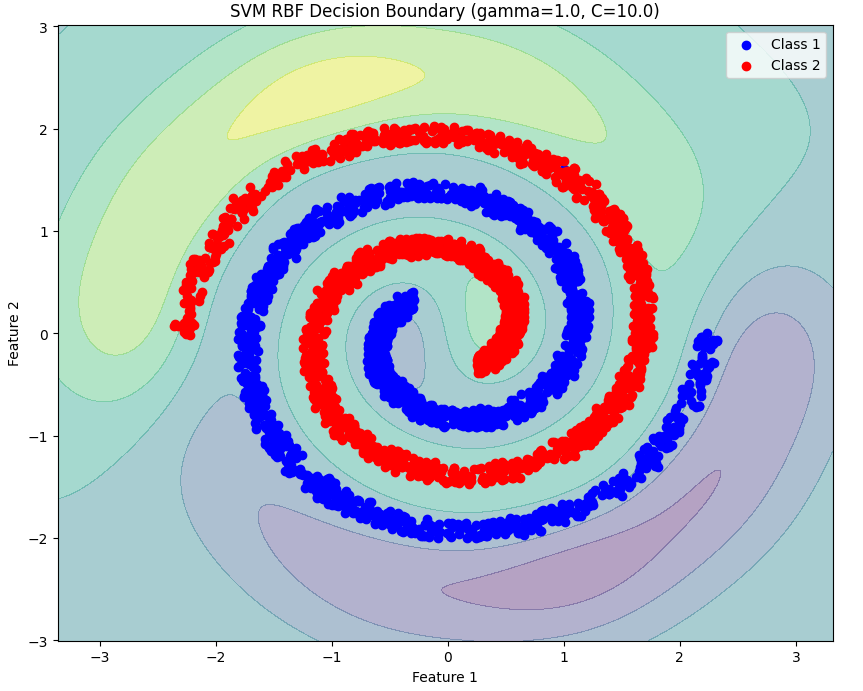 SVM RBF Decision Boundary (gamma=1.0, C=10.0)
Class 1
Class 2
Feature 2
3
2
1
0
−1
−2
−3
−3
−2
−1
0
1
2
3
Feature 1